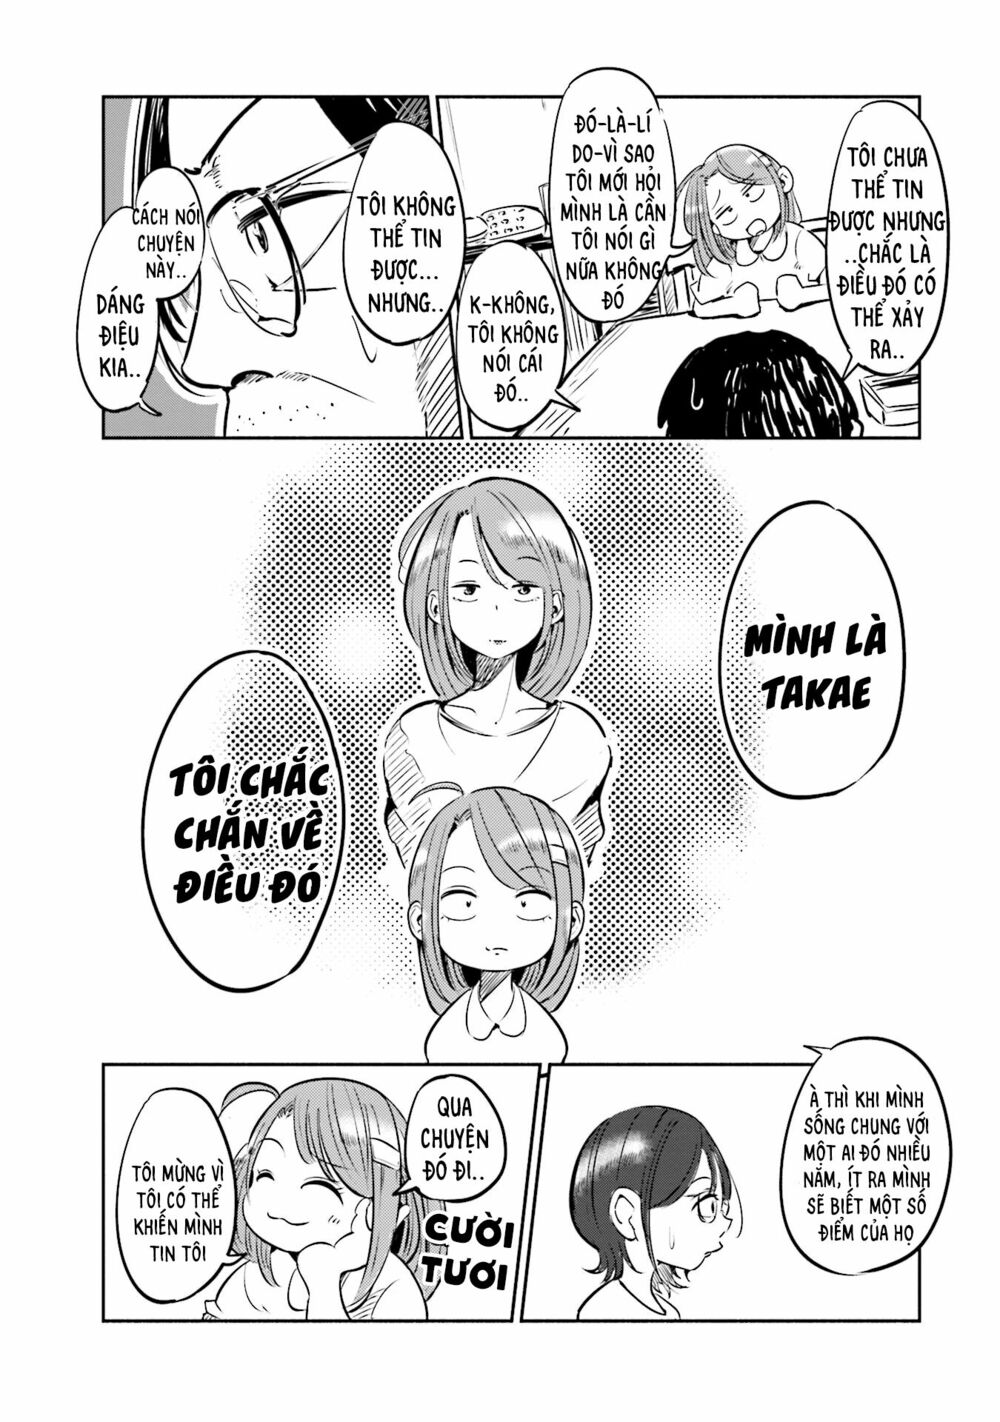 TÔI CHƯA
THỂ TIN
ĐƯỢC NHƯNG
..CHẮC LÀ
ĐIỀU ĐÓ CÓ
THỂ XẢY
RA..
ĐÓ-LÀ-LÍ
DO-VÌ SAO
TÔI MỚI HỎI
MÌNH LÀ CẦN
TÔI NÓI GÌ
NỮA KHÔNG
ĐÓ
K-KHÔNG,
TÔI KHÔNG
NÓI CÁI
ĐÓ..
TÔI KHÔNG
THỂ TIN
ĐƯỢC...
NHƯNG..
CÁCH NÓI
CHUYỆN
NÀY..
DÁNG
ĐIỆU
KIA..
MÌNH LÀ
TAKAE
TÔI CHẮC
CHẮN VỀ
ĐIỀU ĐÓ
À THÌ KHI MÌNH
SỐNG CHUNG VỚI
MỘT AI ĐÓ NHIỀU
NĂM, ÍT RA MÌNH
SẼ BIẾT MỘT SỐ
ĐIỂM CỦA HỌ
QUA
CHUYỆN
ĐÓ ĐI..
CƯỜI
TƯƠI
TÔI MỪNG VÌ
TÔI CÓ THỂ
KHIẾN MÌNH
TIN TÔI